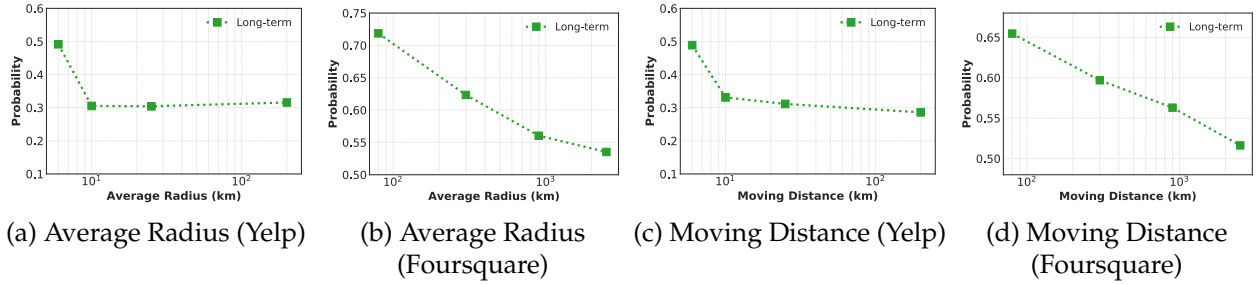 0.6
0.5
0.4
0.3
0.2
0.1
Probability
Long-term
10¹
10²
Average Radius (km)
(a) Average Radius (Yelp)
0.75
0.70
0.65
0.60
0.55
0.50
Probability
Long-term
10²
10³
Average Radius (km)
(b) Average Radius
(Foursquare)
0.6
0.5
0.4
0.3
0.2
0.1
Probability
Long-term
10¹
10²
Moving Distance (km)
(c) Moving Distance (Yelp)
0.65
0.60
0.55
0.50
Probability
Long-term
10²
10³
Moving Distance (km)
(d) Moving Distance
(Foursquare)